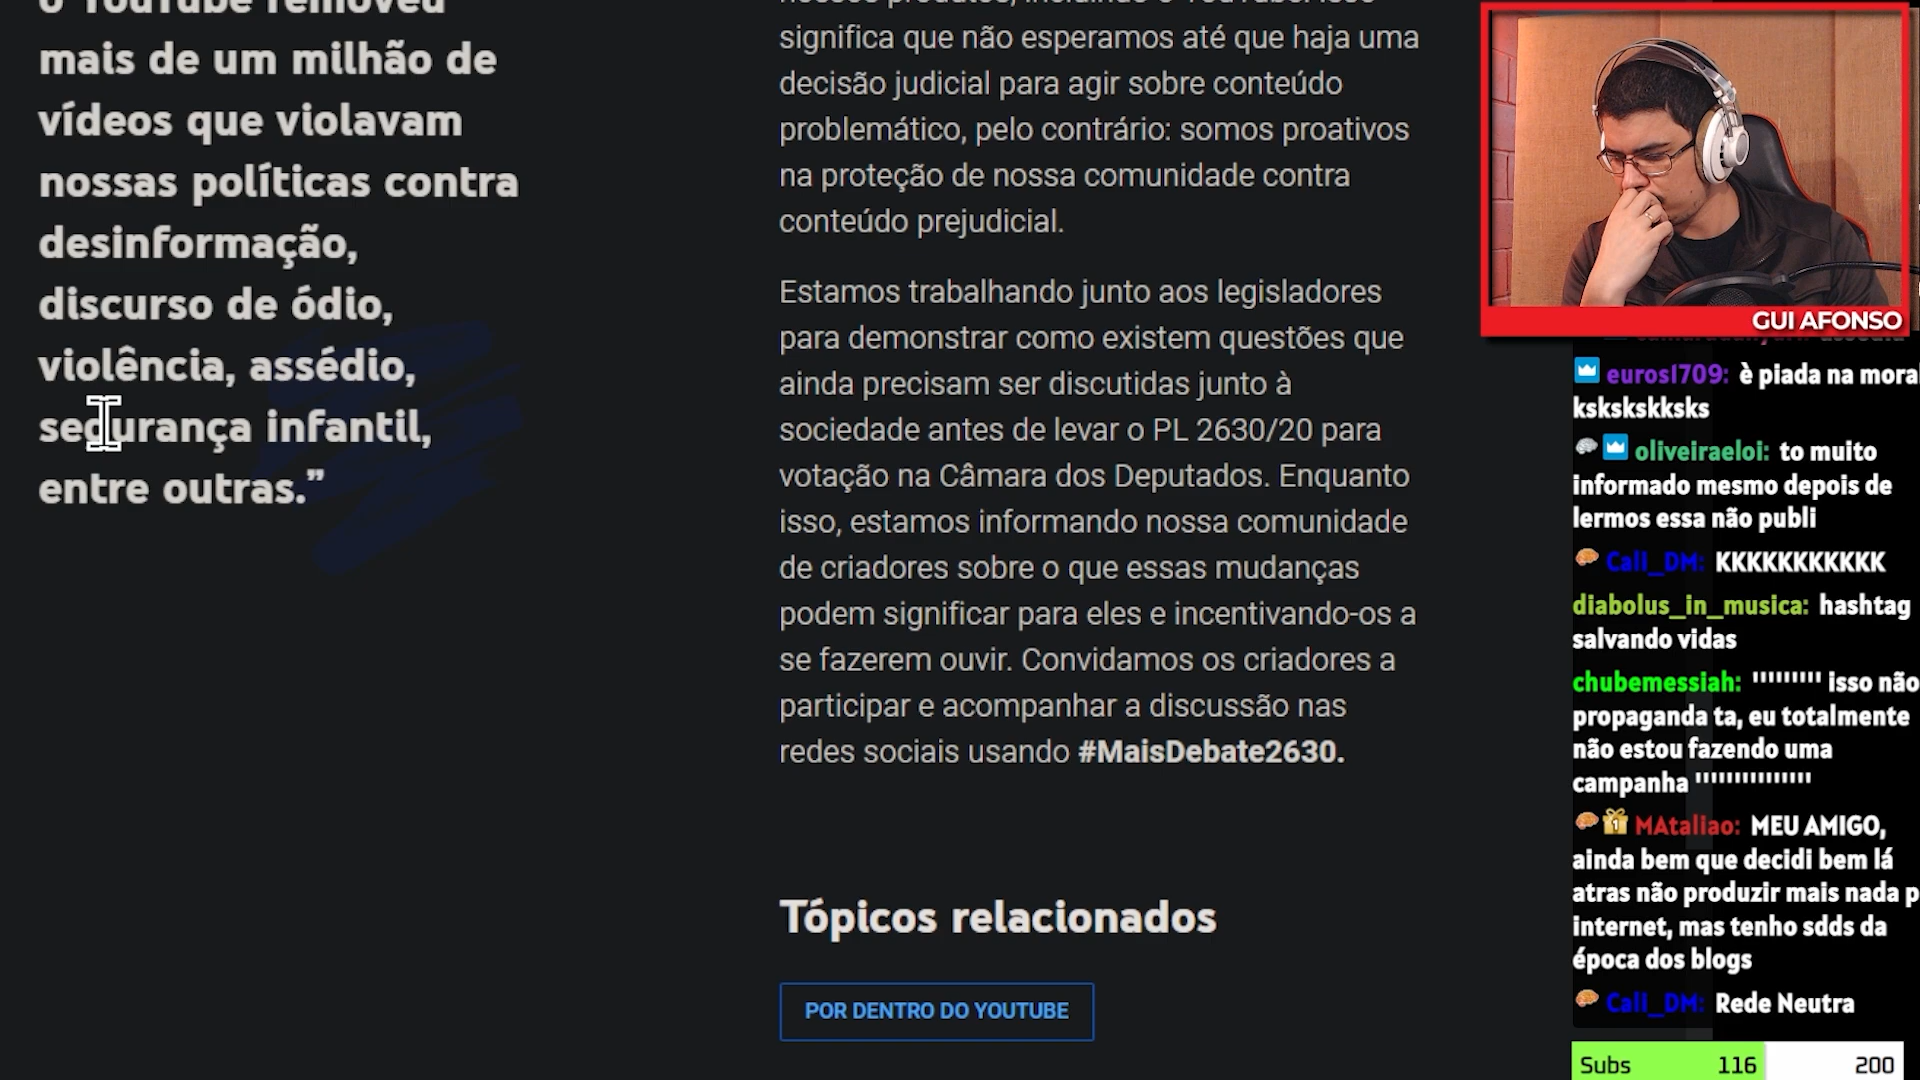 o YouTube removeu
mais de um milhão de
vídeos que violavam
nossas políticas contra
desinformação,
discurso de ódio,
violência, assédio,
segurança infantil,
entre outras.”
significa que não esperamos até que haja uma
decisão judicial para agir sobre conteúdo
problemático, pelo contrário: somos proativos
na proteção de nossa comunidade contra
conteúdo prejudicial.
Estamos trabalhando junto aos legisladores
para demonstrar como existem questões que
ainda precisam ser discutidas junto à
sociedade antes de levar o PL 2630/20 para
votação na Câmara dos Deputados. Enquanto
isso, estamos informando nossa comunidade
de criadores sobre o que essas mudanças
podem significar para eles e incentivando-os a
se fazerem ouvir. Convidamos os criadores a
participar e acompanhar a discussão nas
redes sociais usando #MaisDebate2630.
Tópicos relacionados
POR DENTRO DO YOUTUBE
GUI AFONSO
euros1709: è piada na moral
kskskskksks
oliveiraeloi: to muito
informado mesmo depois de
lermos essa não publi
Call_DM: KKKKKKKKKKK
diabolus_in_musica: hashtag
salvando vidas
chubemessiah: ''''''''' isso não
propaganda ta, eu totalmente
não estou fazendo uma
campanha '''''''''''''''
MAtaliao: MEU AMIGO,
ainda bem que decidi bem lá
atras não produzir mais nada p
internet, mas tenho sdds da
época dos blogs
Call_DM: Rede Neutra
Subs 116 200